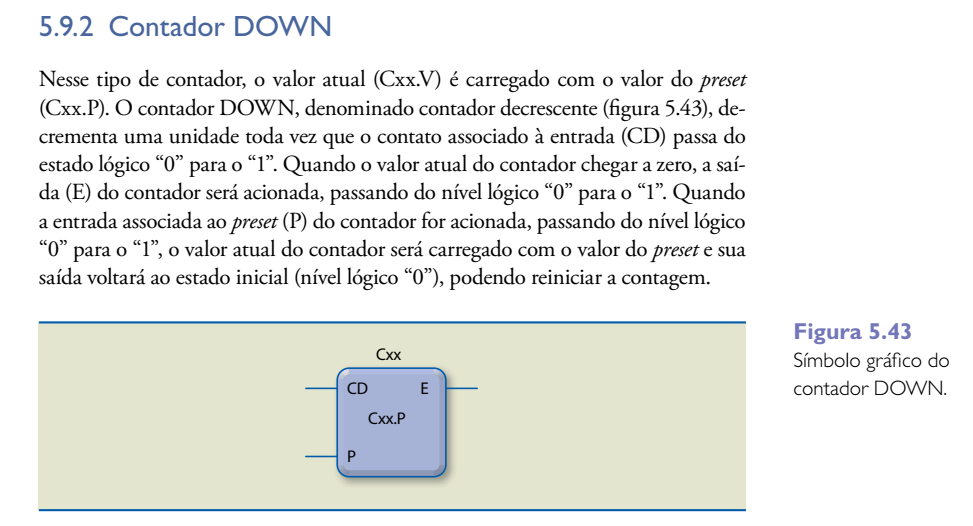 5.9.2 Contador DOWN
Nesse tipo de contador, o valor atual (Cxx.V) é carregado com o valor do preset
(Cxx.P). O contador DOWN, denominado contador decrescente (figura 5.43), de-
crementa uma unidade toda vez que o contato associado à entrada (CD) passa do
estado lógico “0” para o “1”. Quando o valor atual do contador chegar a zero, a saí-
da (E) do contador será acionada, passando do nível lógico “0” para o “1”. Quando
a entrada associada ao preset (P) do contador for acionada, passando do nível lógico
“0” para o “1”, o valor atual do contador será carregado com o valor do preset e sua
saída voltará ao estado inicial (nível lógico “0”), podendo reiniciar a contagem.
Cxx
CD E
Cxx.P
P
Figura 5.43
Símbolo gráfico do
contador DOWN.